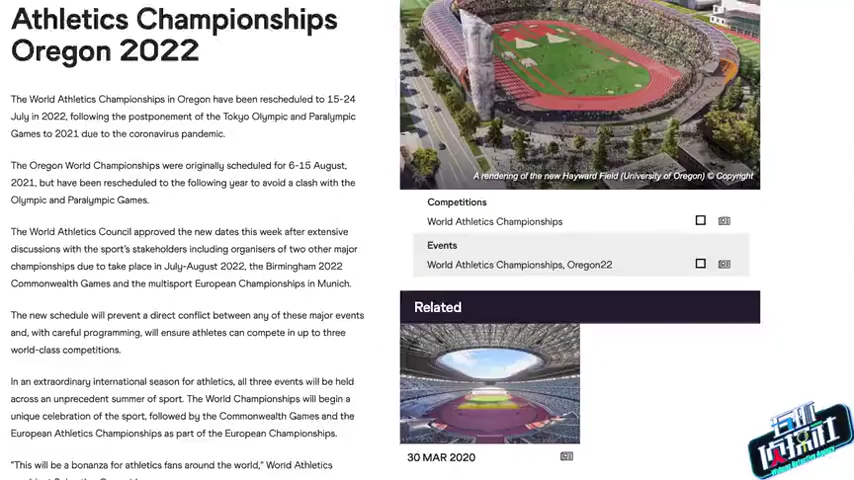 Athletics Championships
Oregon 2022
The World Athletics Championships in Oregon have been rescheduled to 15-24
July in 2022, following the postponement of the Tokyo Olympic and Paralympic
Games to 2021 due to the coronavirus pandemic.
The Oregon World Championships were originally scheduled for 6-15 August,
2021, but have been rescheduled to the following year to avoid a clash with the
Olympic and Paralympic Games.
The World Athletics Council approved the new dates this week after extensive
discussions with the sport's stakeholders including organisers of two other major
championships due to take place in July-August 2022, the Birmingham 2022
Commonwealth Games and the multisport European Championships in Munich.
The new schedule will prevent a direct conflict between any of these major events
and, with careful programming, will ensure athletes can compete in up to three
world-class competitions.
In an extraordinary international season for athletics, all three events will be held
across an unprecedent summer of sport. The World Championships will begin a
unique celebration of the sport, followed by the Commonwealth Games and the
European Athletics Championships as part of the European Championships.
"This will be a bonanza for athletics fans around the world," World Athletics
A rendering of the new Hayward Field (University of Oregon) © Copyright
Competitions
World Athletics Championships
Events
World Athletics Championships, Oregon22
Related
30 MAR 2020